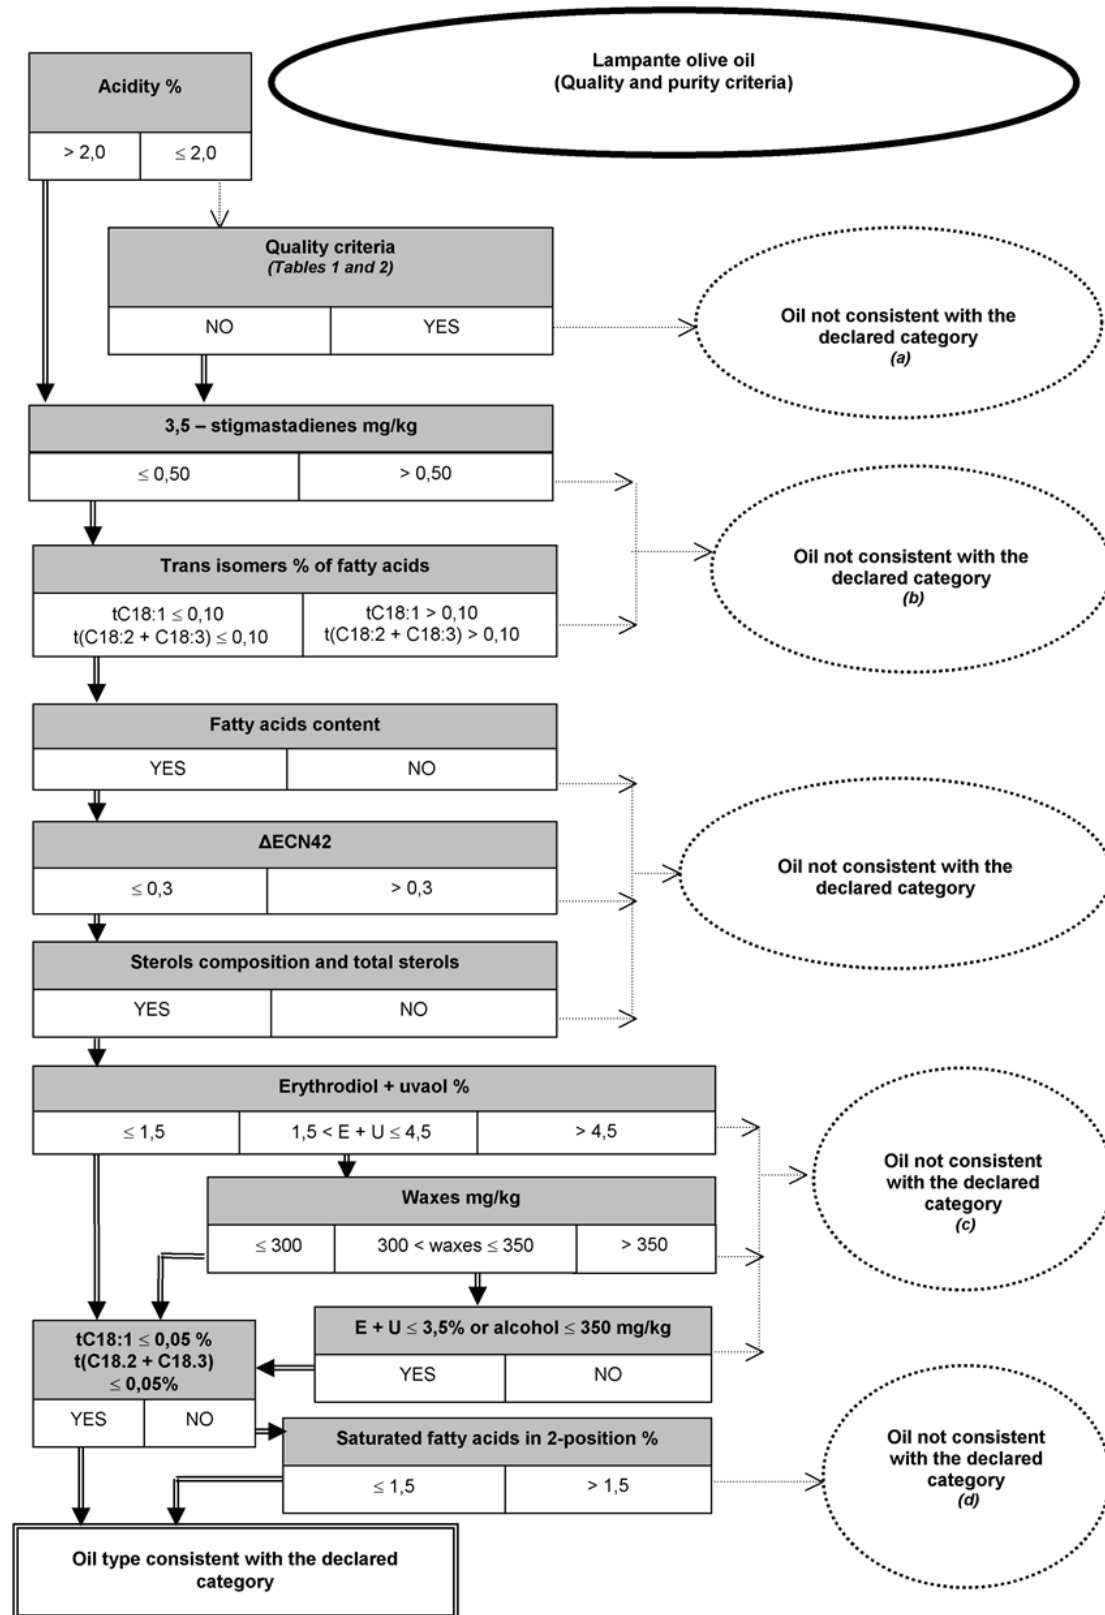 Lampante olive oil
(Quality and purity criteria)
Acidity %
> 2,0
≤ 2,0
Quality criteria
(Tables 1 and 2)
NO
YES
Oil not consistent with the
declared category
(a)
3,5 – stigmastadienes mg/kg
≤ 0,50
> 0,50
Oil not consistent with the
declared category
(b)
Trans isomers % of fatty acids
tC18:1 ≤ 0,10
t(C18:2 + C18:3) ≤ 0,10
tC18:1 > 0,10
t(C18:2 + C18:3) > 0,10
Fatty acids content
YES
NO
ΔECN42
≤ 0,3
> 0,3
Oil not consistent with the
declared category
Sterols composition and total sterols
YES
NO
Erythrodiol + uvaol %
≤ 1,5
1,5 < E + U ≤ 4,5
> 4,5
Oil not consistent
with the declared
category
(c)
Waxes mg/kg
≤ 300
300 < waxes ≤ 350
> 350
E + U ≤ 3,5% or alcohol ≤ 350 mg/kg
YES
NO
tC18:1 ≤ 0,05 %
t(C18.2 + C18.3)
≤ 0,05%
YES
NO
Saturated fatty acids in 2-position %
≤ 1,5
> 1,5
Oil not consistent
with the declared
category
(d)
Oil type consistent with the declared
category